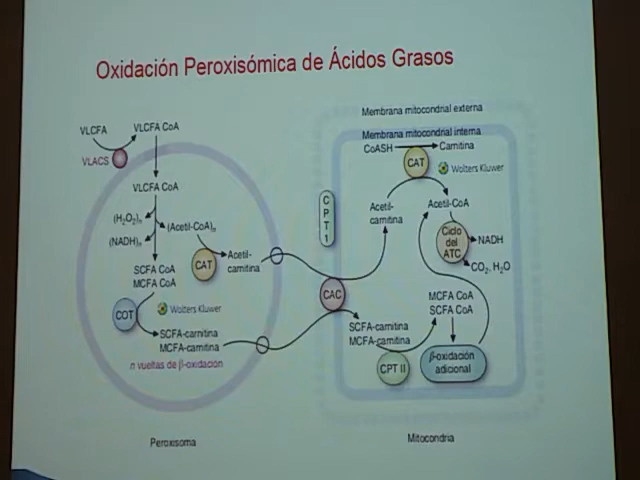 Oxidación Peroxisómica de Ácidos Grasos
VLCFA
VLCFA CoA
VLACS
VLCFA CoA
(H₂O₂)ₙ
(Acetil-CoA)ₙ
(NADH)ₙ
SCFA CoA
MCFA CoA
CAT
Acetil-
carnitina
COT
Wolters Kluwer
SCFA-carnitina
MCFA-carnitina
n vueltas de β-oxidación
Peroxisoma
Membrana mitocondrial externa
Membrana mitocondrial interna
CoASH
Carnitina
CAT
Wolters Kluwer
CPT1
Acetil-
carnitina
Acetil-CoA
Ciclo
del
ATC
NADH
CO₂, H₂O
CAC
MCFA CoA
SCFA CoA
SCFA-carnitina
MCFA-carnitina
CPT II
β-oxidación
adicional
Mitocondria